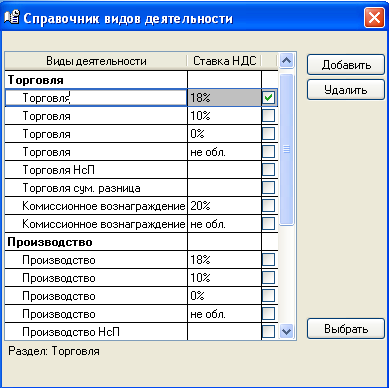 Справочник видов деятельности
Виды деятельности Ставка НДС
Торговля
Торговля 18%
Торговля 10%
Торговля 0%
Торговля не обл.
Торговля НсП
Торговля сум. разница
Комиссионное вознаграждение 20%
Комиссионное вознаграждение не обл.
Производство
Производство 18%
Производство 10%
Производство 0%
Производство не обл.
Производство НсП
Добавить
Удалить
Выбрать
Раздел: Торговля